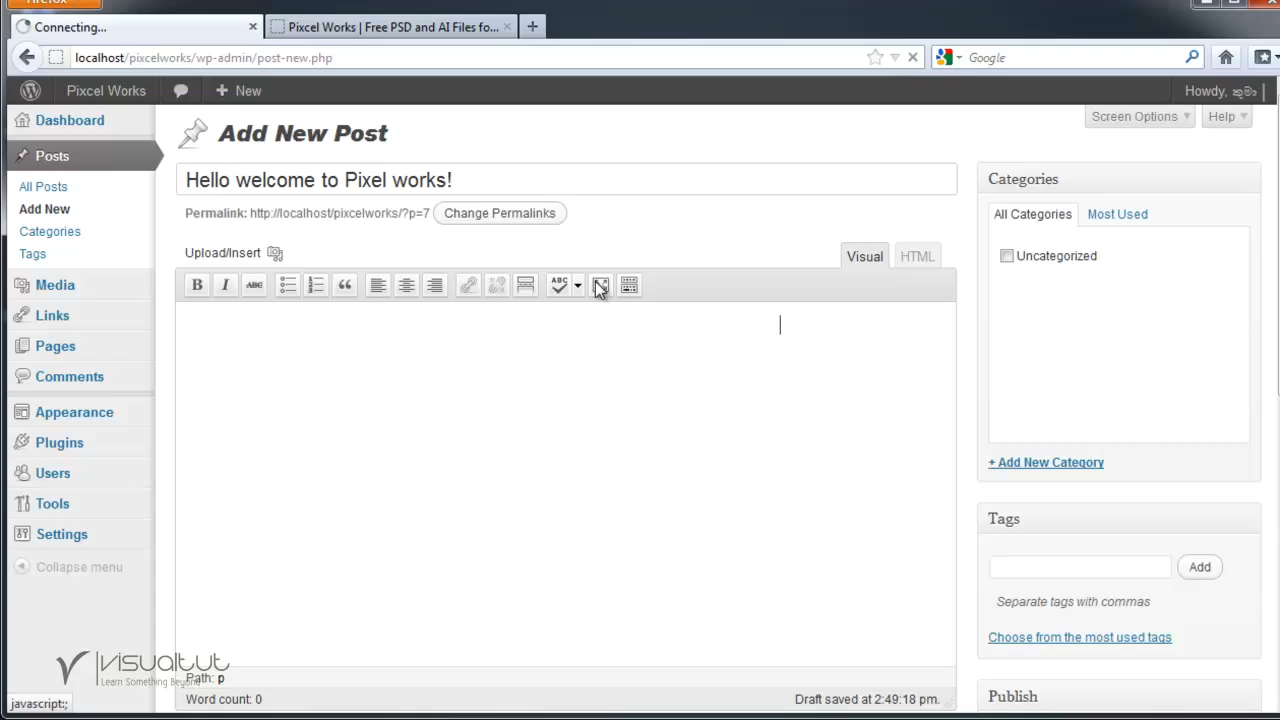 Firefox
Connecting...
Pixcel Works | Free PSD and AI Files fo...
localhost/pixcelworks/wp-admin/post-new.php
Google
Pixcel Works
New
Howdy, කුමා
Dashboard
Posts
All Posts
Add New
Categories
Tags
Media
Links
Pages
Comments
Appearance
Plugins
Users
Tools
Settings
Collapse menu
Add New Post
Screen Options
Help
Hello welcome to Pixel works!
Permalink: http://localhost/pixcelworks/?p=7 Change Permalinks
Upload/Insert
Visual
HTML
B I ABC
ABC
Path: p
Word count: 0
Draft saved at 2:49:18 pm.
Categories
All Categories
Most Used
Uncategorized
+ Add New Category
Tags
Add
Separate tags with commas
Choose from the most used tags
Publish
visualtut
Learn Something Beyond
javascript:;